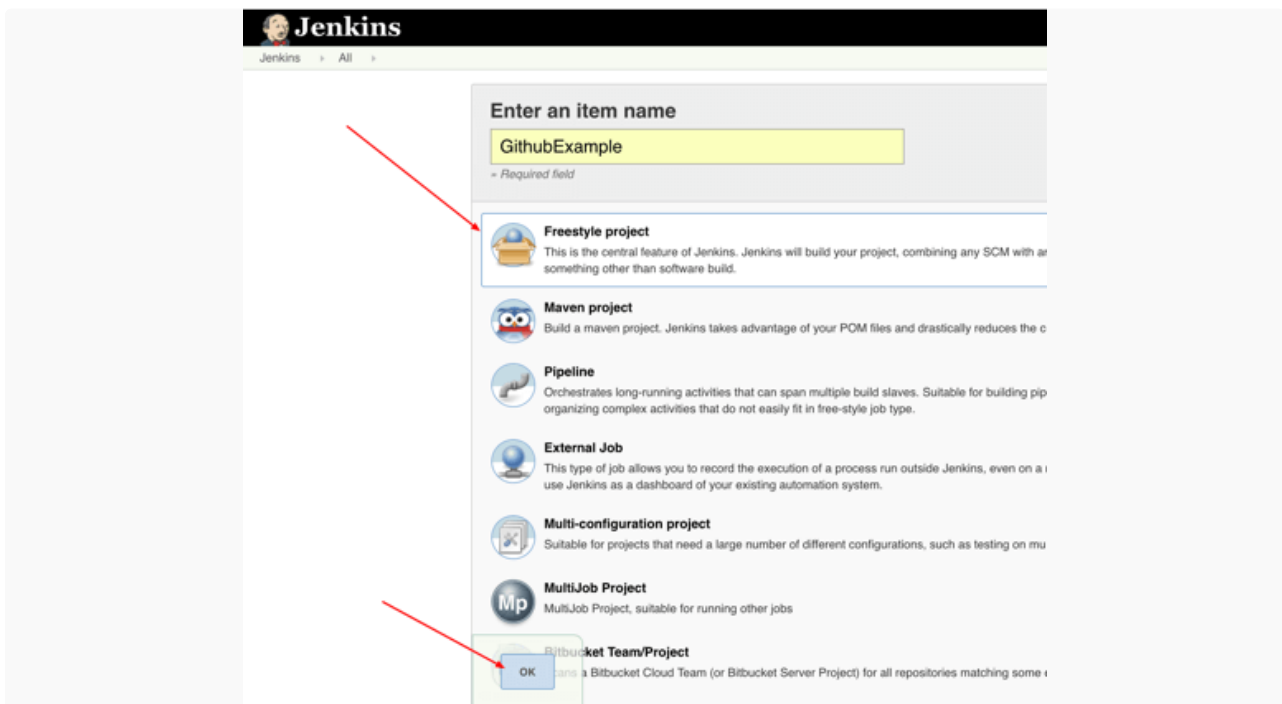 Jenkins
Jenkins All
Enter an item name
GithubExample
» Required field
Freestyle project
This is the central feature of Jenkins. Jenkins will build your project, combining any SCM with
something other than software build.
Maven project
Build a maven project. Jenkins takes advantage of your POM files and drastically reduces the
Pipeline
Orchestrates long-running activities that can span multiple build slaves. Suitable for building
organizing complex activities that do not easily fit in free-style job type.
External Job
This type of job allows you to record the execution of a process run outside Jenkins, even on a
use Jenkins as a dashboard of your existing automation system.
Multi-configuration project
Suitable for projects that need a large number of different configurations, such as testing on
Mp
MultiJob Project
MultiJob Project, suitable for running other jobs
Bitbucket Team/Project
OK
a Bitbucket Cloud Team (or Bitbucket Server Project) for all repositories matching some